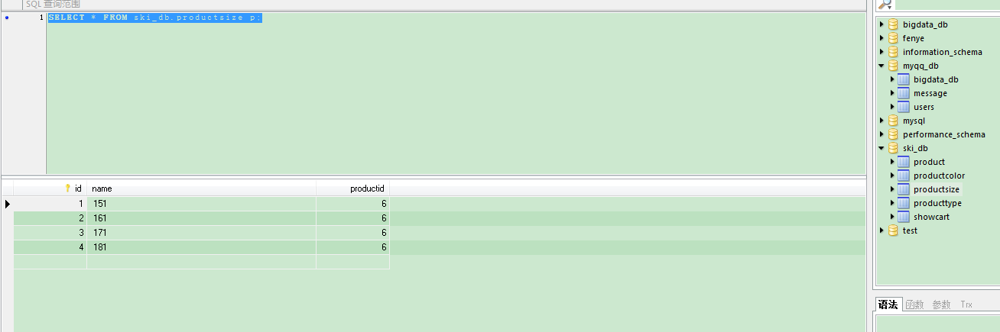 SQL 查询范围
1 SELECT * FROM ski_db.productsize p;
id name productid
1 151 6
2 161 6
3 171 6
4 181 6
bigdata_db
fenye
information_schema
myqq_db
bigdata_db
message
users
mysql
performance_schema
ski_db
product
productcolor
productsize
producttype
showcart
test
语法 函数 参数 Trx